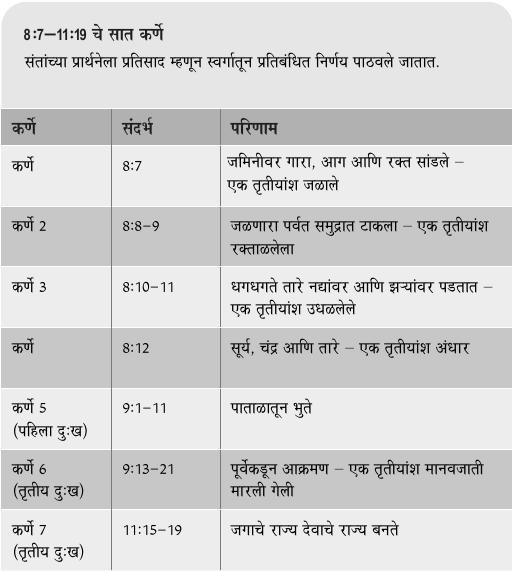 8:7–11:19 चे सात कर्णे
संतांच्या प्रार्थनेला प्रतिसाद म्हणून स्वर्गातून प्रतिबंधित निर्णय पाठवले जातात.
कर्णे संदर्भ परिणाम
कर्णे 8:7 जमिनीवर गारा, आग आणि रक्त सांडले –
एक तृतीयांश जळाले
कर्णे 2 8:8–9 जळणारा पर्वत समुद्रात टाकला – एक तृतीयांश
रक्ताळलेला
कर्णे 3 8:10–11 धगधगते तारे नद्यांवर आणि झऱ्यांवर पडतात –
एक तृतीयांश उधळलेले
कर्णे 8:12 सूर्य, चंद्र आणि तारे – एक तृतीयांश अंधार
कर्णे 5 9:1–11 पाताळातून भुते
(पहिला दुःख)
कर्णे 6 9:13–21 पूर्वेकडून आक्रमण – एक तृतीयांश मानवजाती
(तृतीय दुःख) मारली गेली
कर्णे 7 11:15–19 जगाचे राज्य देवाचे राज्य बनते
(तृतीय दुःख)